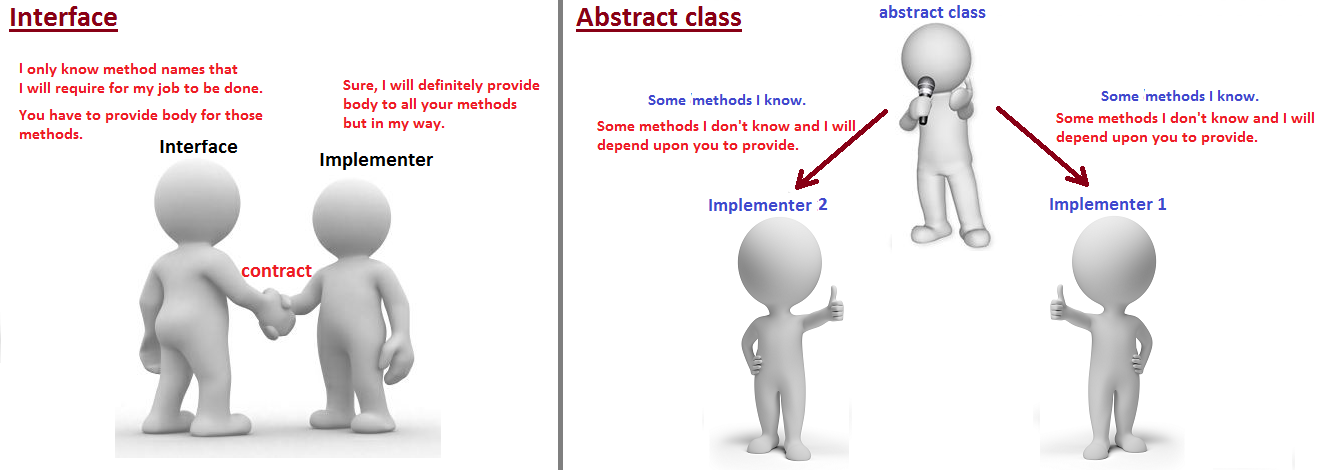 Interface
I only know method names that
I will require for my job to be done.
You have to provide body for those
methods.
Sure, I will definitely provide
body to all your methods
but in my way.
Interface
Implementer
contract
Abstract class
abstract class
Some methods I know.
Some methods I don't know and I will
depend upon you to provide.
Some methods I know.
Some methods I don't know and I will
depend upon you to provide.
Implementer 2
Implementer 1